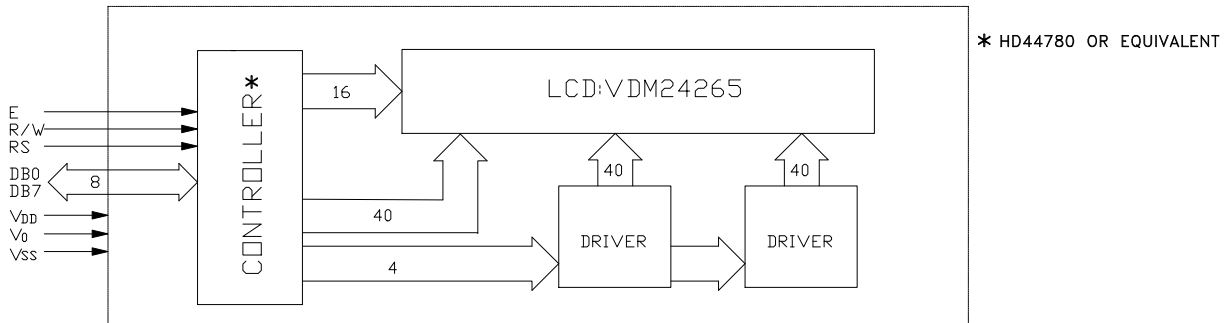 * HD44780 OR EQUIVALENT
LCD:VDM24265
CONTROLLER*
16
E
R/W
RS
DB0
DB7
8
40
40
40
VDD
V0
VSS
DRIVER
DRIVER
4